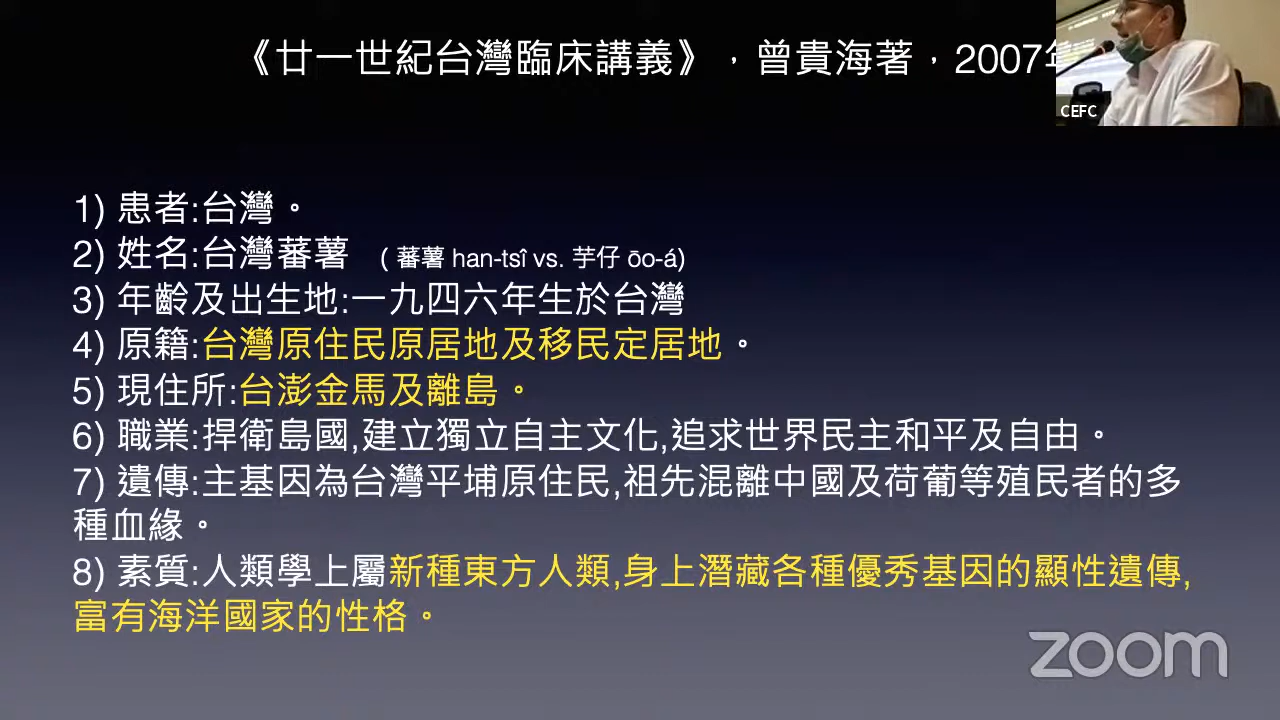 《廿一世紀台灣臨床講義》，曾貴海著，2007年
CEFC
1) 患者:台灣。
2) 姓名:台灣蕃薯 ( 蕃薯 han-tsî vs. 芋仔 ōo-á)
3) 年齡及出生地:一九四六年生於台灣
4) 原籍:台灣原住民原居地及移民定居地。
5) 現住所:台澎金馬及離島。
6) 職業:捍衛島國,建立獨立自主文化,追求世界民主和平及自由。
7) 遺傳:主基因為台灣平埔原住民,祖先混離中國及荷葡等殖民者的多
種血緣。
8) 素質:人類學上屬新種東方人類,身上潛藏各種優秀基因的顯性遺傳,
富有海洋國家的性格。
zoom